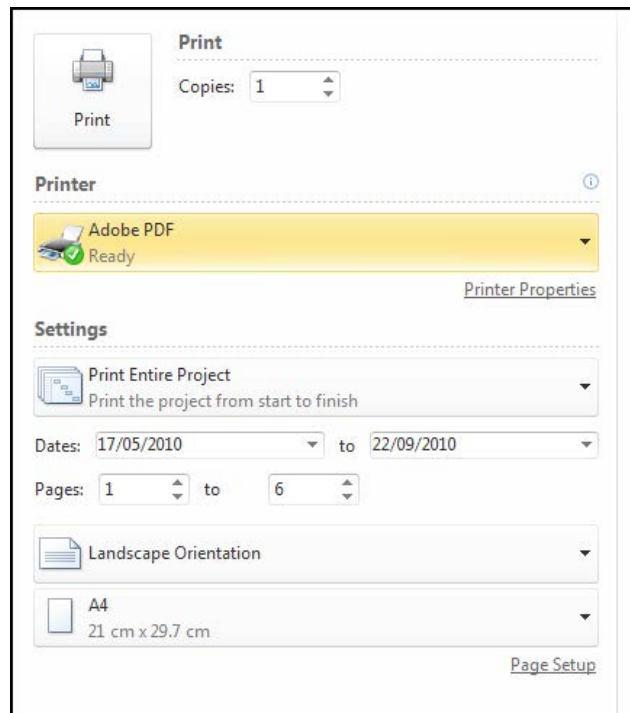 Print
Copies: 1
Print
Printer
Adobe PDF
Ready
Printer Properties
Settings
Print Entire Project
Print the project from start to finish
Dates: 17/05/2010 to 22/09/2010
Pages: 1 to 6
Landscape Orientation
A4
21 cm x 29.7 cm
Page Setup